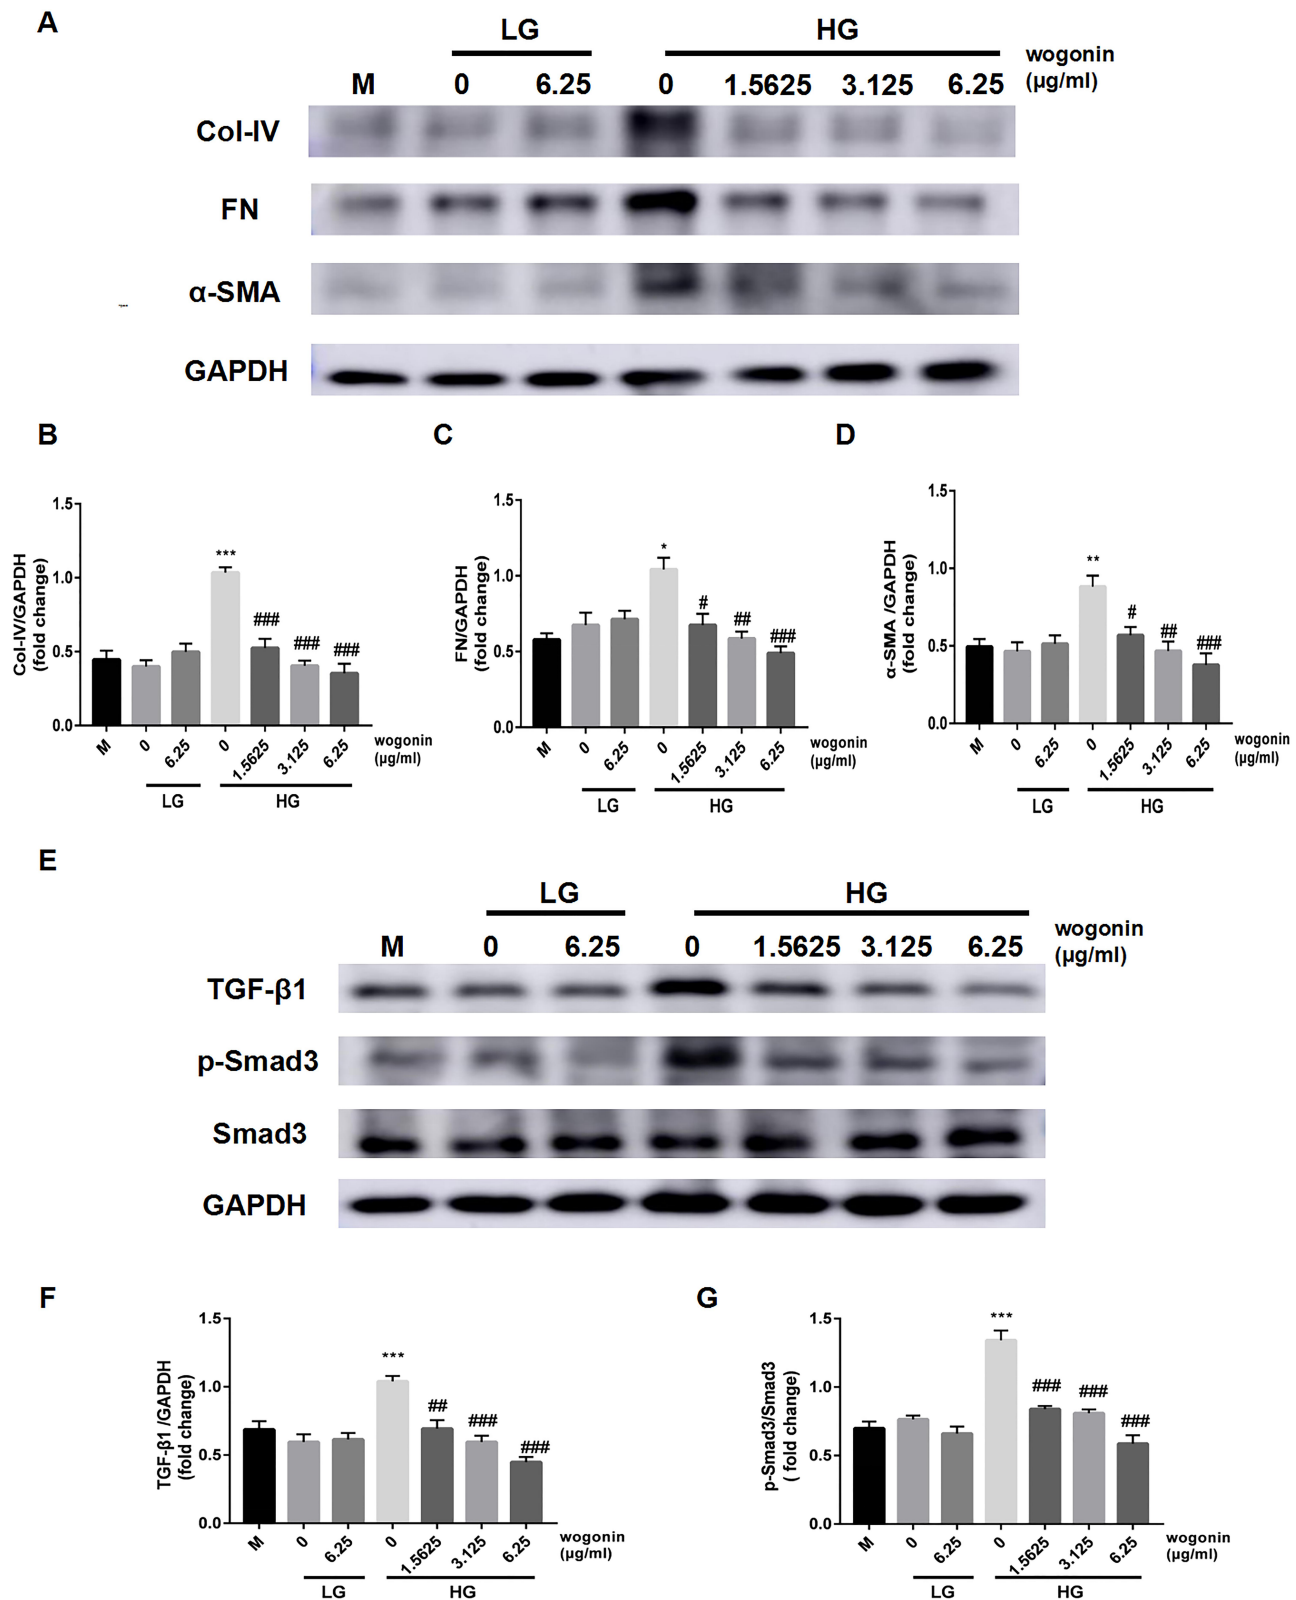 A
LG HG
wogonin
(µg/ml)
M 0 6.25 0 1.5625 3.125 6.25
Col-IV
FN
α-SMA
GAPDH
B C D
Col-IV/GAPDH
(fold change)
1.5
1.0
0.5
0.0
***
###
###
###
M 0 6.25 0 1.5625 3.125 6.25
wogonin
(µg/ml)
LG HG
FN/GAPDH
(fold change)
1.5
1.0
0.5
0.0
*
#
##
###
M 0 6.25 0 1.5625 3.125 6.25
wogonin
(µg/ml)
LG HG
α-SMA /GAPDH
(fold change)
1.5
1.0
0.5
0.0
**
#
##
###
M 0 6.25 0 1.5625 3.125 6.25
wogonin
(µg/ml)
LG HG
E
LG HG
wogonin
(µg/ml)
M 0 6.25 0 1.5625 3.125 6.25
TGF-β1
p-Smad3
Smad3
GAPDH
F G
TGF-β1 /GAPDH
(fold change)
1.5
1.0
0.5
0.0
***
##
###
###
M 0 6.25 0 1.5625 3.125 6.25
wogonin
(µg/ml)
LG HG
p-Smad3/Smad3
( fold change)
1.5
1.0
0.5
0.0
***
###
###
###
M 0 6.25 0 1.5625 3.125 6.25
wogonin
(µg/ml)
LG HG